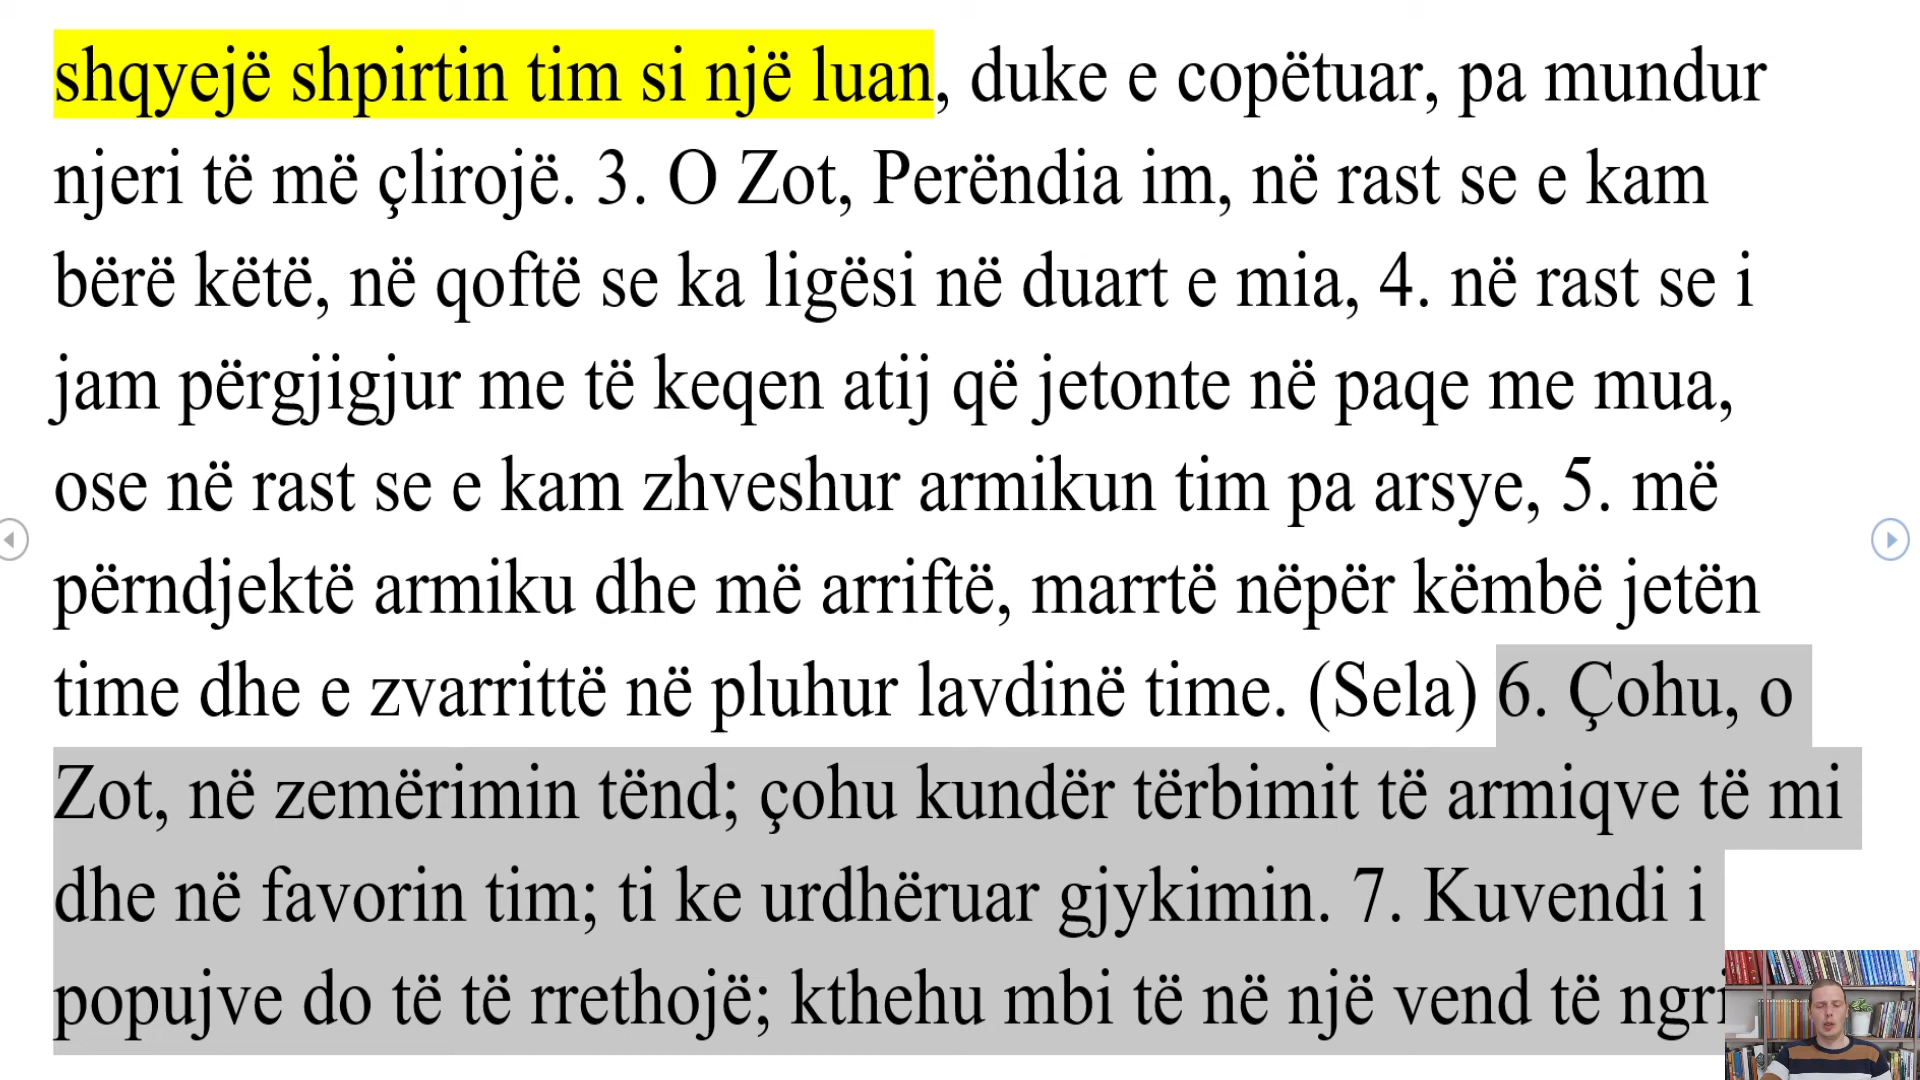 shqyejë shpirtin tim si një luan, duke e copëtuar, pa mundur
njeri të më çlirojë. 3. O Zot, Perëndia im, në rast se e kam
bërë këtë, në qoftë se ka ligësi në duart e mia, 4. në rast se i
jam përgjigjur me të keqen atij që jetonte në paqe me mua,
ose në rast se e kam zhveshur armikun tim pa arsye, 5. më
përndjektë armiku dhe më arriftë, marrtë nëpër këmbë jetën
time dhe e zvarrittë në pluhur lavdinë time. (Sela) 6. Çohu, o
Zot, në zemërimin tënd; çohu kundër tërbimit të armiqve të mi
dhe në favorin tim; ti ke urdhëruar gjykimin. 7. Kuvendi i
popujve do të të rrethojë; kthehu mbi të në një vend të